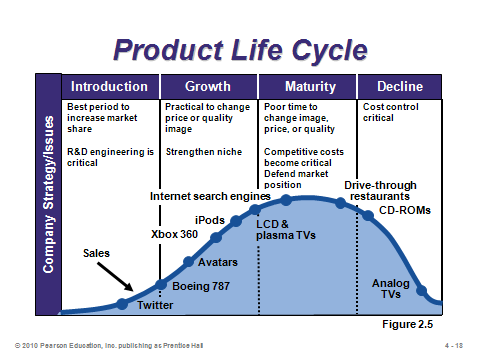 Product Life Cycle
Introduction
Growth
Maturity
Decline
Company Strategy/Issues
Best period to
increase market
share
R&D engineering is
critical
Practical to change
price or quality
image
Strengthen niche
Poor time to
change image,
price, or quality
Competitive costs
become critical
Defend market
position
Cost control
critical
Internet search engines
Drive-through
restaurants
CD-ROMs
iPods
LCD &
plasma TVs
Xbox 360
Sales
Avatars
Boeing 787
Analog
TVs
Twitter
Figure 2.5
© 2010 Pearson Education, Inc. publishing as Prentice Hall
4 - 18